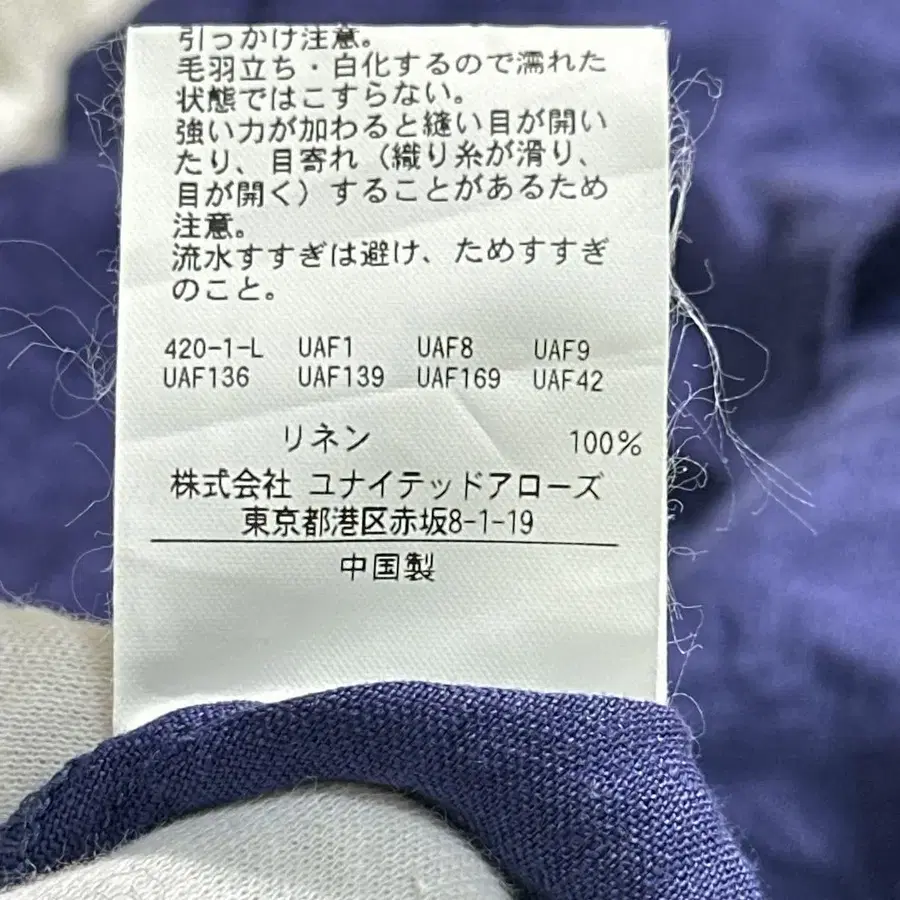 引っかけ注意。
毛羽立ち・白化するので濡れた
状態ではこすらない。
強い力が加わると縫い目が開い
たり、目寄れ（織り糸が滑り、
目が開く）することがあるため
注意。
流水すすぎは避け、ためすすぎ
のこと。
420-1-L UAF1 UAF8 UAF9
UAF136 UAF139 UAF169 UAF42
リネン 100%
株式会社 ユナイテッドアローズ
東京都港区赤坂8-1-19
中国製